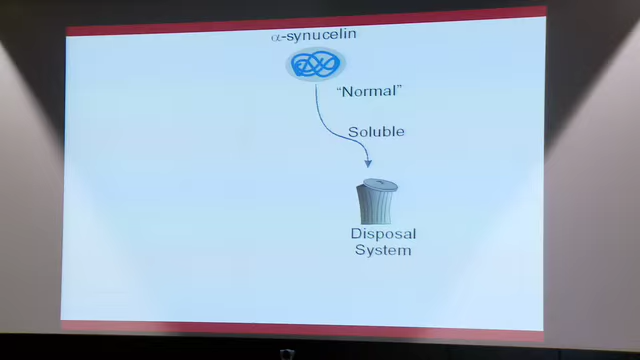 α-synucelin
“Normal”
Soluble
Disposal
System